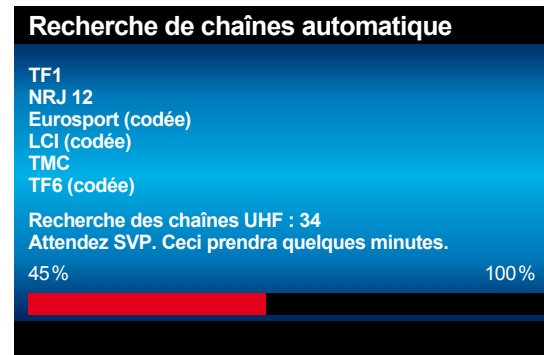 Recherche de chaînes automatique
TF1
NRJ 12
Eurosport (codée)
LCI (codée)
TMC
TF6 (codée)
Recherche des chaînes UHF : 34
Attendez SVP. Ceci prendra quelques minutes.
45% 100%